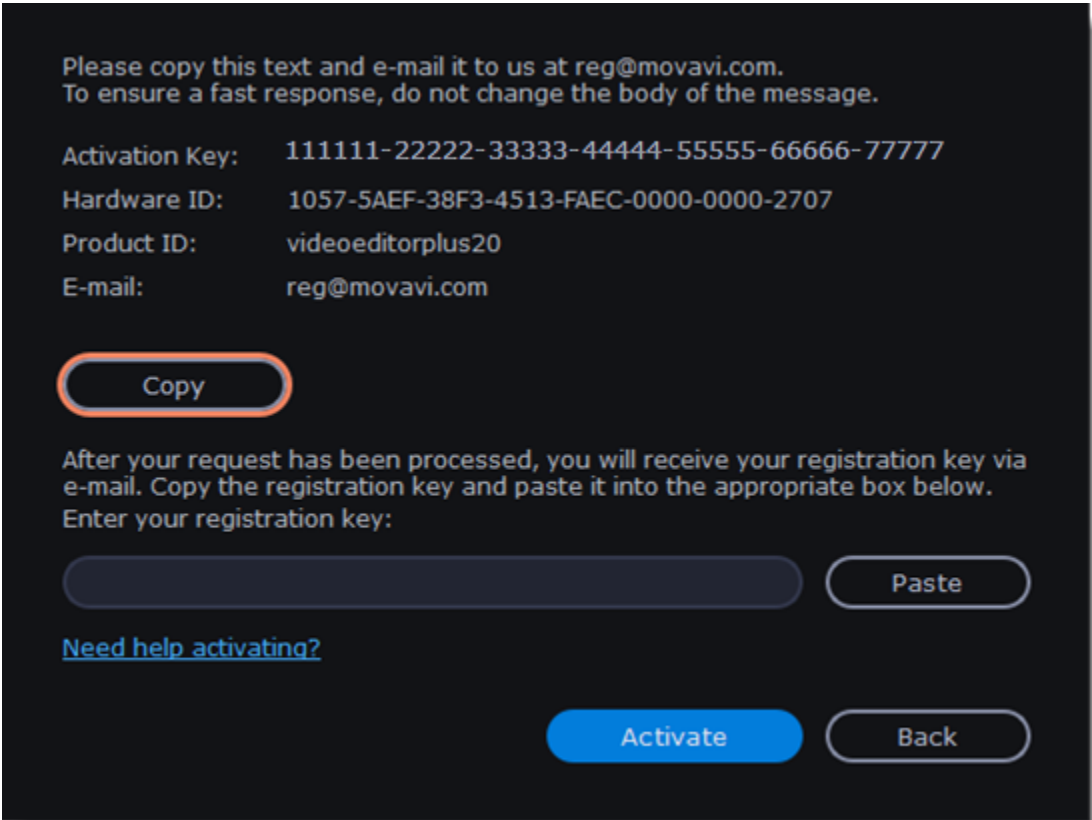 Please copy this text and e-mail it to us at reg@movavi.com.
To ensure a fast response, do not change the body of the message.
Activation Key: 111111-22222-33333-44444-55555-66666-77777
Hardware ID: 1057-5AEF-38F3-4513-FAEC-0000-0000-2707
Product ID: videoeditorplus20
E-mail: reg@movavi.com
Copy
After your request has been processed, you will receive your registration key via
e-mail. Copy the registration key and paste it into the appropriate box below.
Enter your registration key:
Paste
Need help activating?
Activate Back